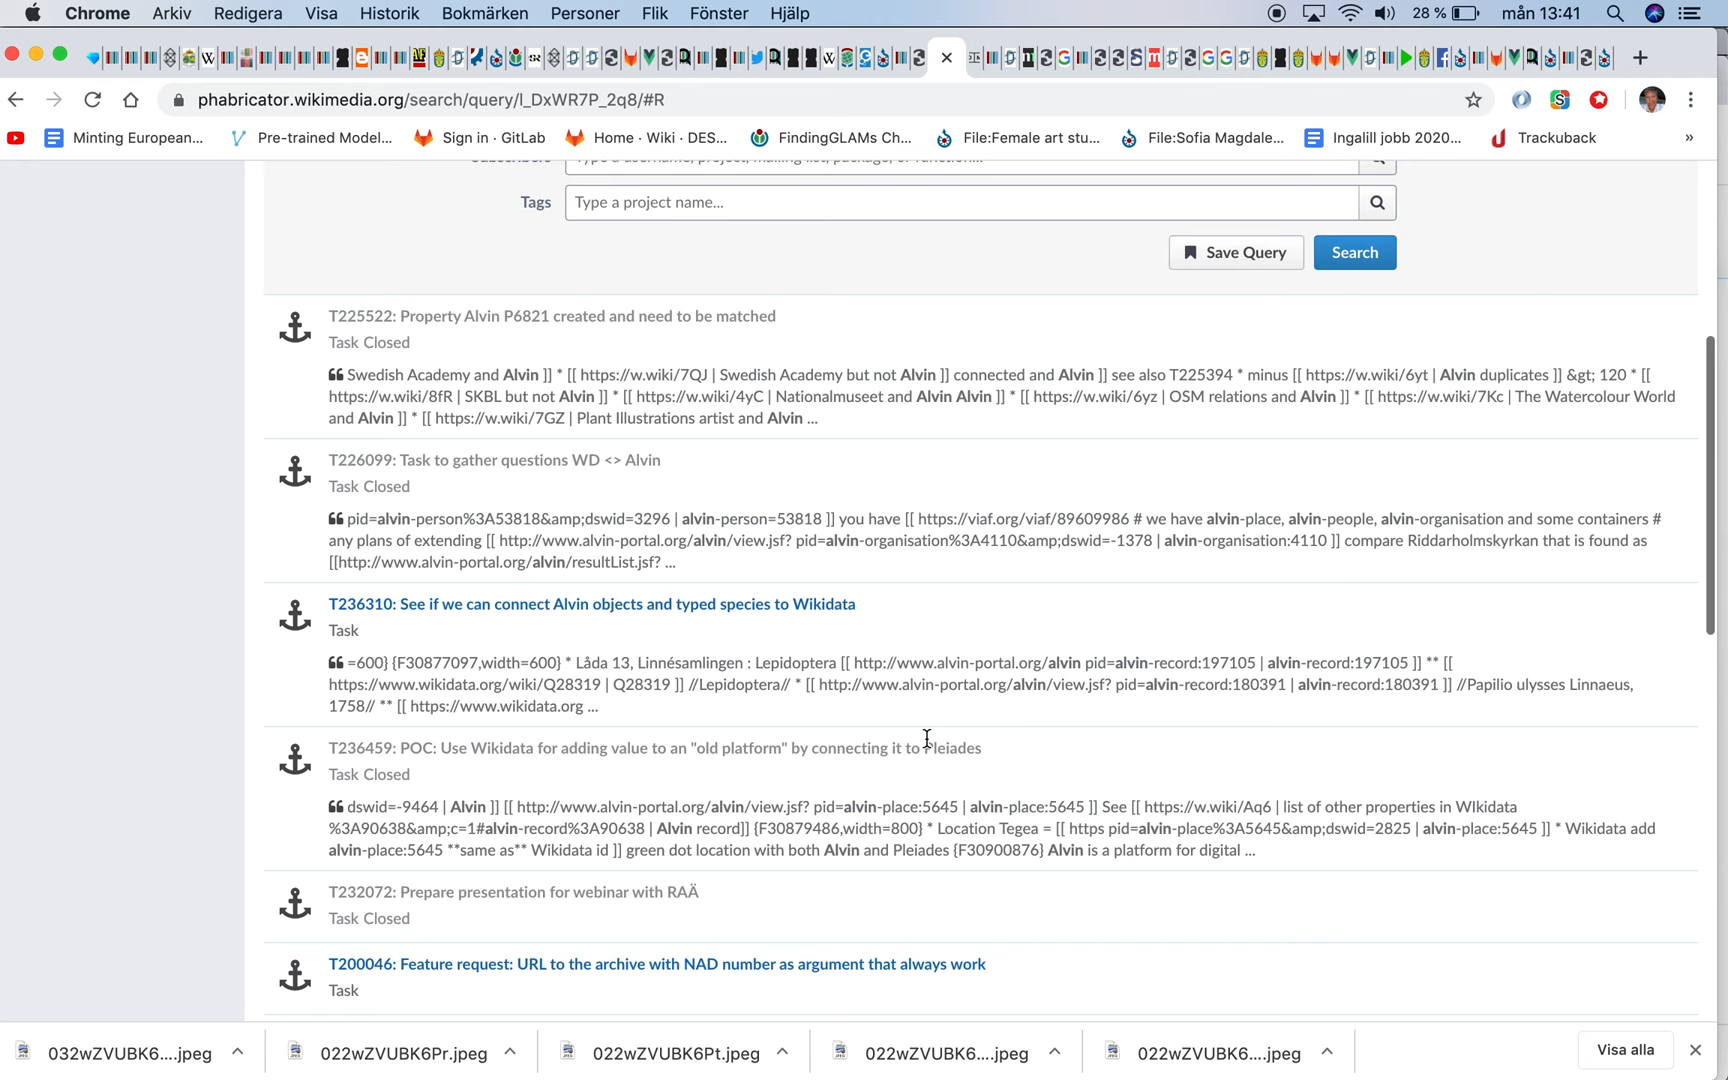 Chrome Arkiv Redigera Visa Historik Bokmärken Personer Flik Fönster Hjälp 28 % mån 13:41
phabricator.wikimedia.org/search/query/l_DxWR7P_2q8/#R
Minting European... Pre-trained Model... Sign in · GitLab Home · Wiki · DES... FindingGLAMs Ch... File:Female art stu... File:Sofia Magdale... Ingalill jobb 2020... Trackuback »
Subscribers Type a username, project, mailing list, package, or function...
Tags Type a project name...
Save Query Search
T225522: Property Alvin P6821 created and need to be matched
Task Closed
Swedish Academy and Alvin ]] * [[ https://w.wiki/7QJ | Swedish Academy but not Alvin ]] connected and Alvin ]] see also T225394 * minus [[ https://w.wiki/6yt | Alvin duplicates ]] &gt; 120 * [[
https://w.wiki/8fR | SKBL but not Alvin ]] * [[ https://w.wiki/4yC | Nationalmuseet and Alvin Alvin ]] * [[ https://w.wiki/6yz | OSM relations and Alvin ]] * [[ https://w.wiki/7Kc | The Watercolour World
and Alvin ]] * [[ https://w.wiki/7GZ | Plant Illustrations artist and Alvin ...
T226099: Task to gather questions WD <> Alvin
Task Closed
pid=alvin-person%3A53818&amp;dswid=3296 | alvin-person=53818 ]] you have [[ https://viaf.org/viaf/89609986 # we have alvin-place, alvin-people, alvin-organisation and some containers #
any plans of extending [[ http://www.alvin-portal.org/alvin/view.jsf? pid=alvin-organisation%3A4110&amp;dswid=-1378 | alvin-organisation:4110 ]] compare Riddarholmskyrkan that is found as
[[http://www.alvin-portal.org/alvin/resultList.jsf? ...
T236310: See if we can connect Alvin objects and typed species to Wikidata
Task
=600} {F30877097,width=600} * Låda 13, Linnésamlingen : Lepidoptera [[ http://www.alvin-portal.org/alvin pid=alvin-record:197105 | alvin-record:197105 ]] ** [[
https://www.wikidata.org/wiki/Q28319 | Q28319 ]] //Lepidoptera// * [[ http://www.alvin-portal.org/alvin/view.jsf? pid=alvin-record:180391 | alvin-record:180391 ]] //Papilio ulysses Linnaeus,
1758// ** [[ https://www.wikidata.org ...
T236459: POC: Use Wikidata for adding value to an "old platform" by connecting it to Pleiades
Task Closed
dswid=-9464 | Alvin ]] [[ http://www.alvin-portal.org/alvin/view.jsf? pid=alvin-place:5645 | alvin-place:5645 ]] See [[ https://w.wiki/Aq6 | list of other properties in WIkidata
%3A90638&amp;c=1#alvin-record%3A90638 | Alvin record]] {F30879486,width=800} * Location Tegea = [[ https pid=alvin-place%3A5645&amp;dswid=2825 | alvin-place:5645 ]] * Wikidata add
alvin-place:5645 **same as** Wikidata id ]] green dot location with both Alvin and Pleiades {F30900876} Alvin is a platform for digital ...
T232072: Prepare presentation for webinar with RAÄ
Task Closed
T200046: Feature request: URL to the archive with NAD number as argument that always work
Task
032wZVUBK6....jpeg 022wZVUBK6Pr.jpeg 022wZVUBK6Pt.jpeg 022wZVUBK6....jpeg 022wZVUBK6....jpeg Visa alla